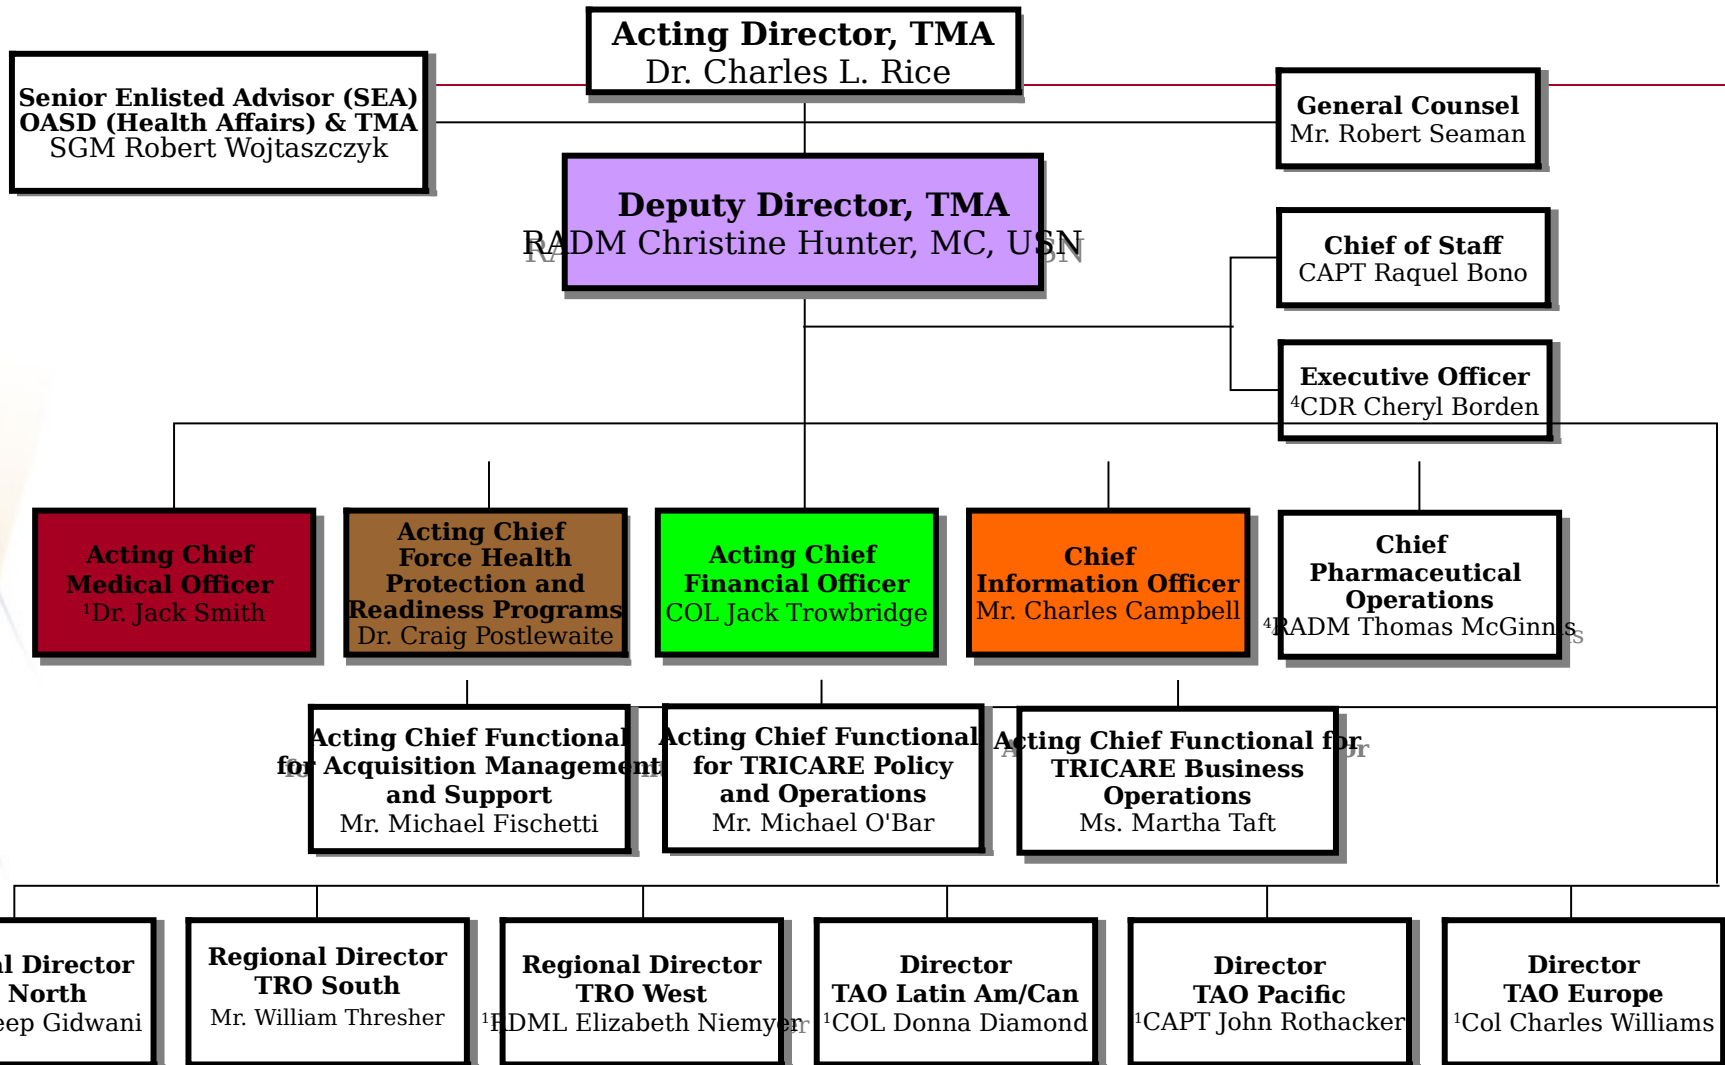 Acting Director, TMA
Dr. Charles L. Rice
Senior Enlisted Advisor (SEA)
OASD (Health Affairs) & TMA
SGM Robert Wojtaszczyk
General Counsel
Mr. Robert Seaman
Deputy Director, TMA
RADM Christine Hunter, MC, USN
Chief of Staff
CAPT Raquel Bono
Executive Officer
⁴CDR Cheryl Borden
Acting Chief
Medical Officer
¹Dr. Jack Smith
Acting Chief
Force Health
Protection and
Readiness Programs
Dr. Craig Postlewaite
Acting Chief
Financial Officer
COL Jack Trowbridge
Chief
Information Officer
Mr. Charles Campbell
Chief
Pharmaceutical
Operations
⁴RADM Thomas McGinnis
Acting Chief Functional
for Acquisition Management
and Support
Mr. Michael Fischetti
Acting Chief Functional
for TRICARE Policy
and Operations
Mr. Michael O'Bar
Acting Chief Functional for
TRICARE Business
Operations
Ms. Martha Taft
Director
North
Gidwani
Regional Director
TRO South
Mr. William Thresher
Regional Director
TRO West
¹RDML Elizabeth Niemyer
Director
TAO Latin Am/Can
¹COL Donna Diamond
Director
TAO Pacific
¹CAPT John Rothacker
Director
TAO Europe
¹Col Charles Williams